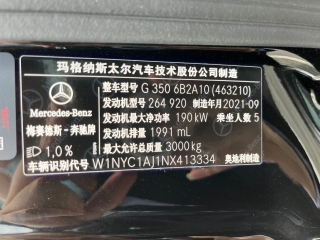 玛格纳斯太尔汽车技术股份公司制造
整车型号 G 350 6B2A10 (463210)
发动机型号 264 920 制造年月 2021-09
Mercedes-Benz 发动机最大净功率 190 kW 乘坐人数 5
梅赛德斯-奔驰牌 发动机排量 1991 mL
1,0% 最大允许总质量 3000kg
车辆识别代号 W1NYC1AJ1NX413334 奥地利制造